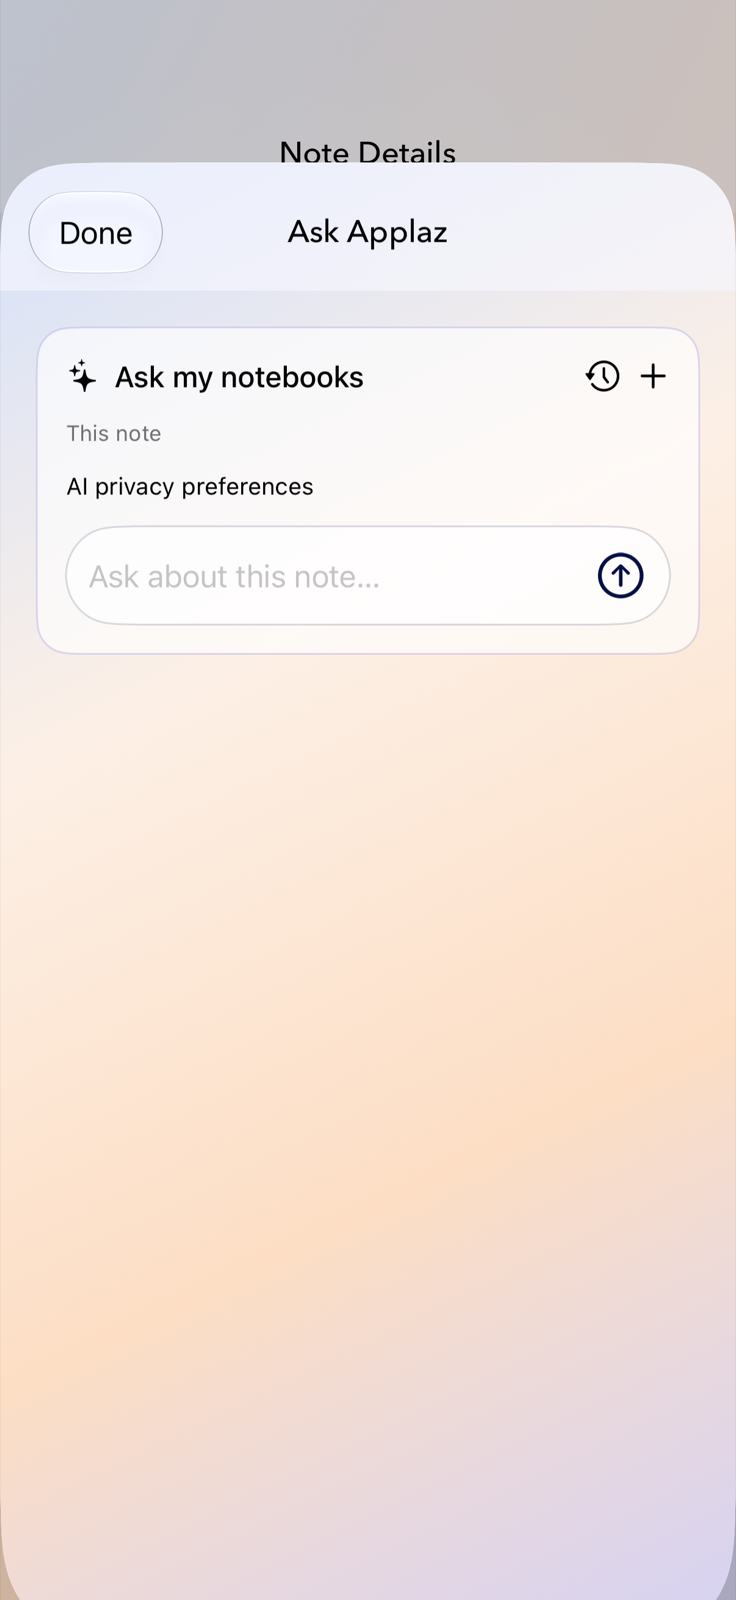 Note Details
Done
Ask Applaz
Ask my notebooks
This note
AI privacy preferences
Ask about this note...